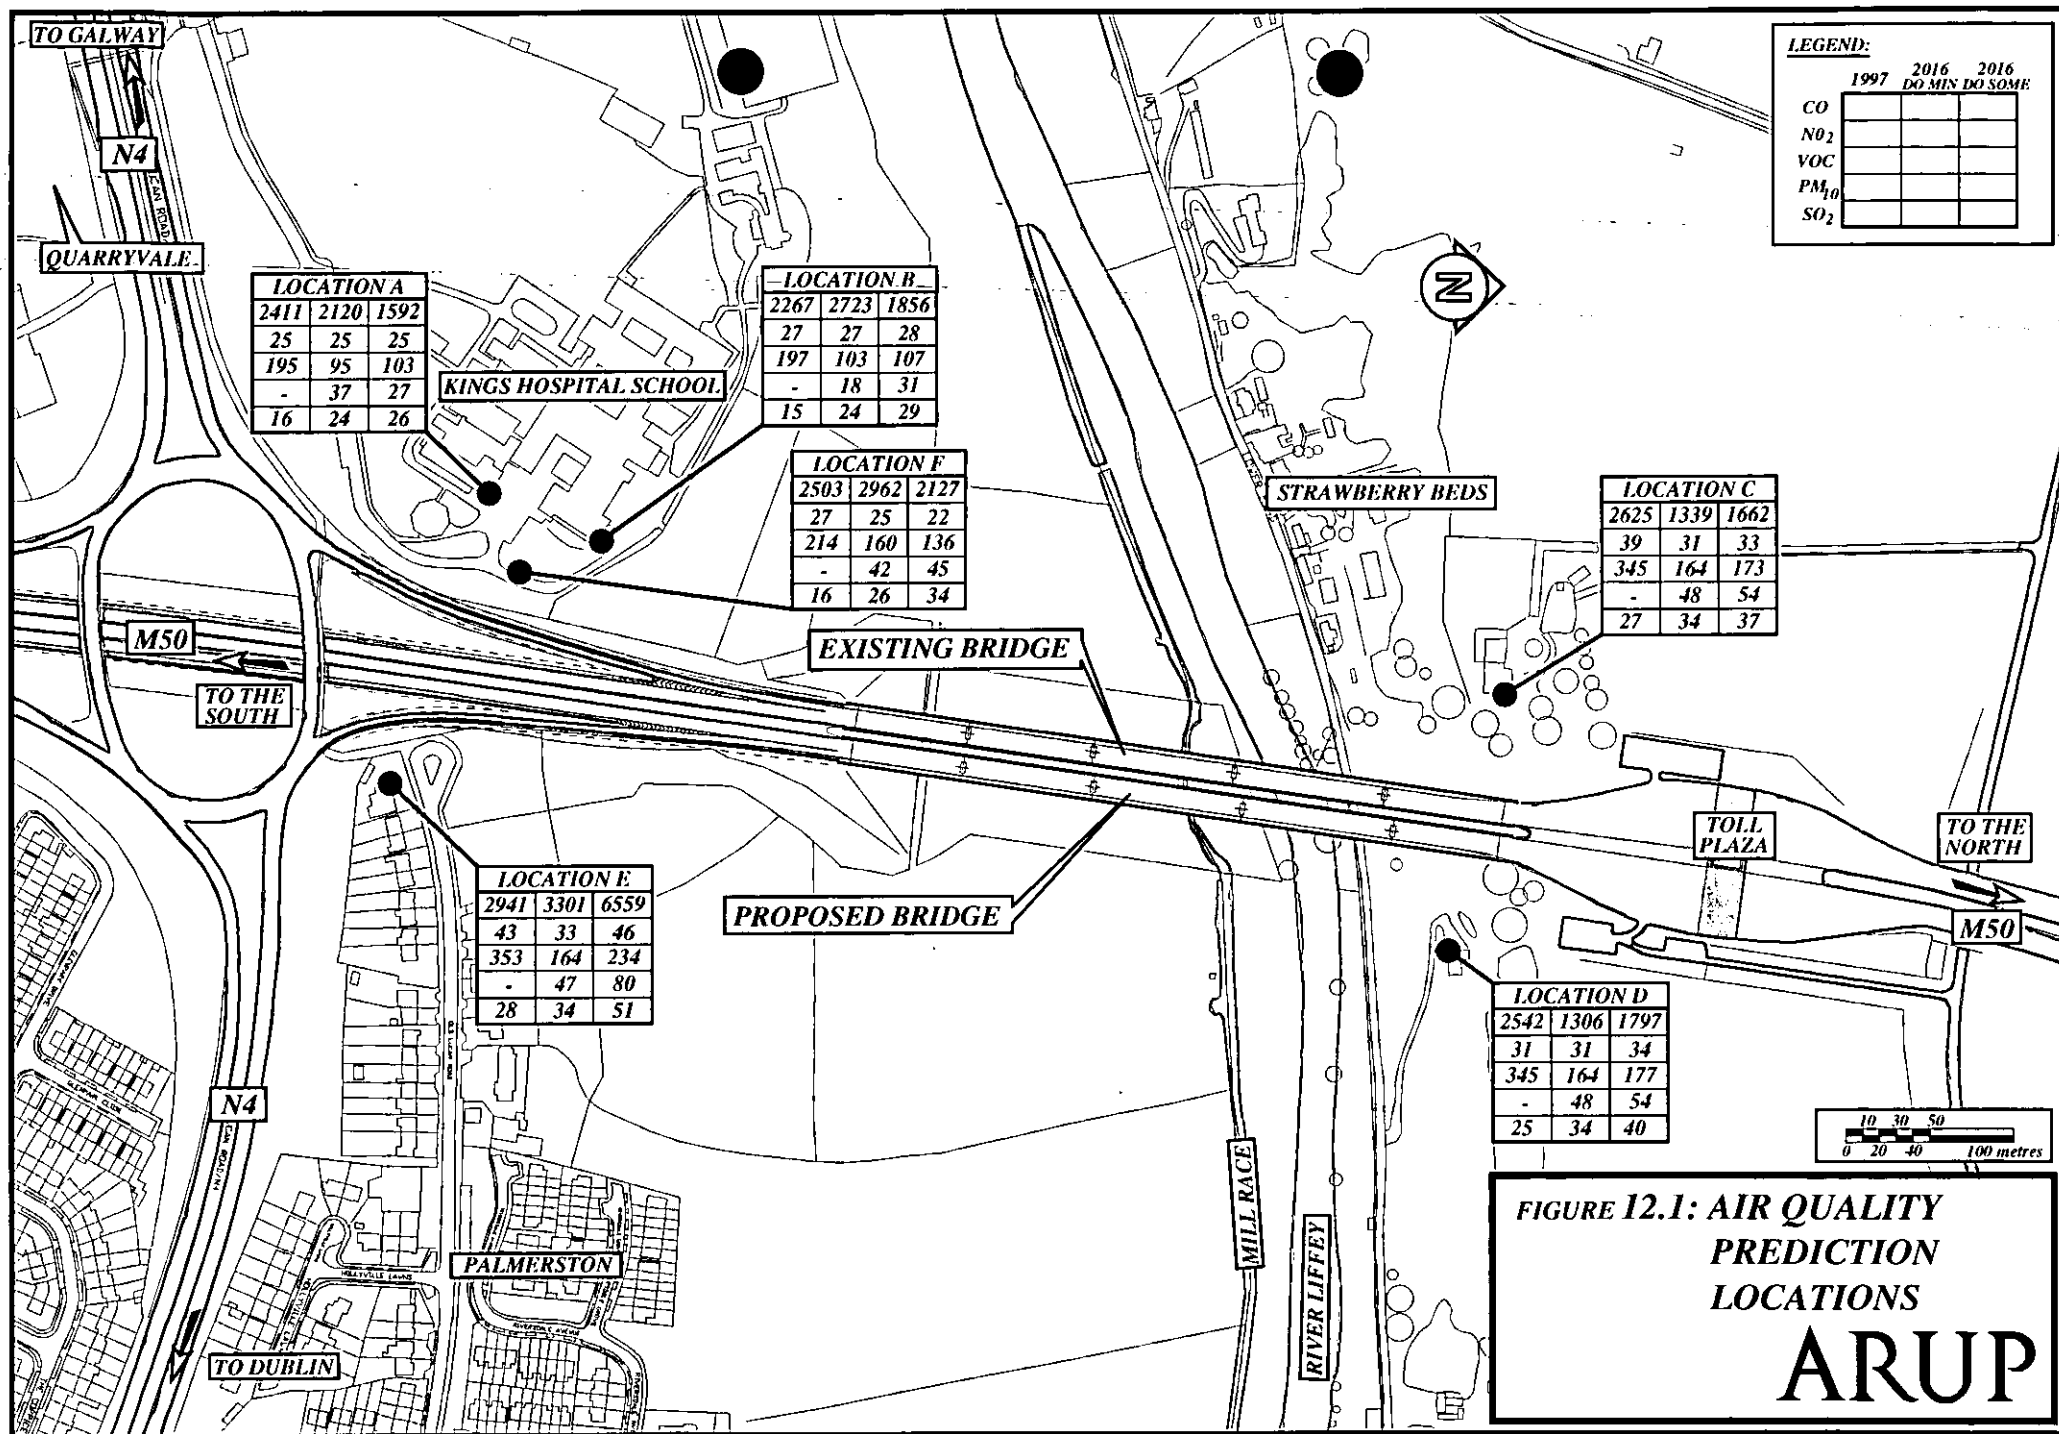 TO GALWAY
N4
QUARRYVALE
LEGEND:
1997 2016 DO MIN 2016 DO SOME
CO
NO2
VOC
PM10
SO2
N
LOCATION A
2411 2120 1592
25 25 25
195 95 103
- 37 27
16 24 26
LOCATION B
2267 2723 1856
27 27 28
197 103 107
- 18 31
15 24 29
KINGS HOSPITAL SCHOOL
LOCATION F
2503 2962 2127
27 25 22
214 160 136
- 42 45
16 26 34
STRAWBERRY BEDS
LOCATION C
2625 1339 1662
39 31 33
345 164 173
- 48 54
27 34 37
M50
TO THE
SOUTH
EXISTING BRIDGE
PROPOSED BRIDGE
TOLL
PLAZA
TO THE
NORTH
M50
LOCATION E
2941 3301 6559
43 33 46
353 164 234
- 47 80
28 34 51
LOCATION D
2542 1306 1797
31 31 34
345 164 177
- 48 54
25 34 40
N4
OLD LUCAN ROAD
HOLLYVILLE LAWNS
RIVERDALE AVENUE
PALMERSTON
MILL RACE
RIVER LIFFEY
TO DUBLIN
10 30 50
0 20 40 100 metres
FIGURE 12.1: AIR QUALITY
PREDICTION
LOCATIONS
ARUP